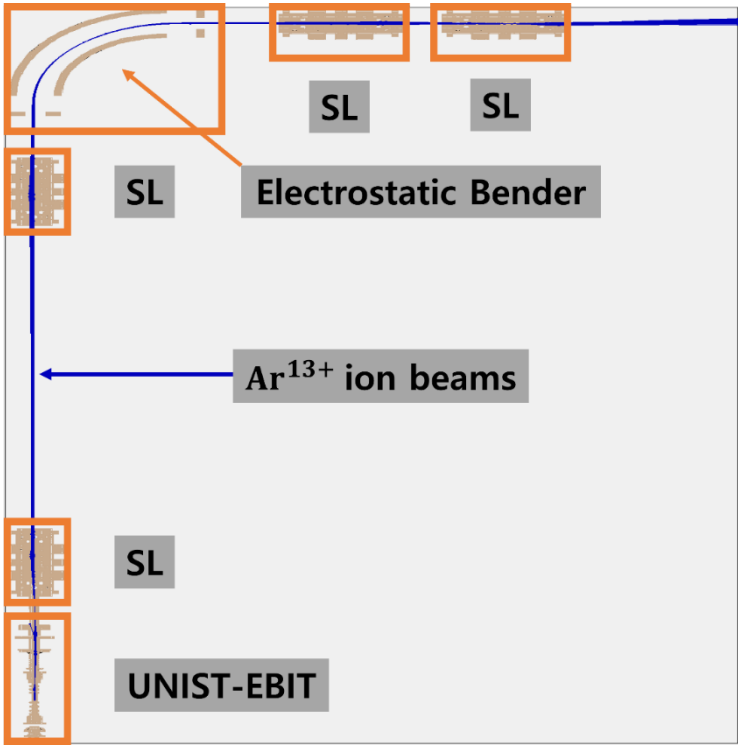 SL
SL
SL
Electrostatic Bender
Ar¹³⁺ ion beams
SL
UNIST-EBIT